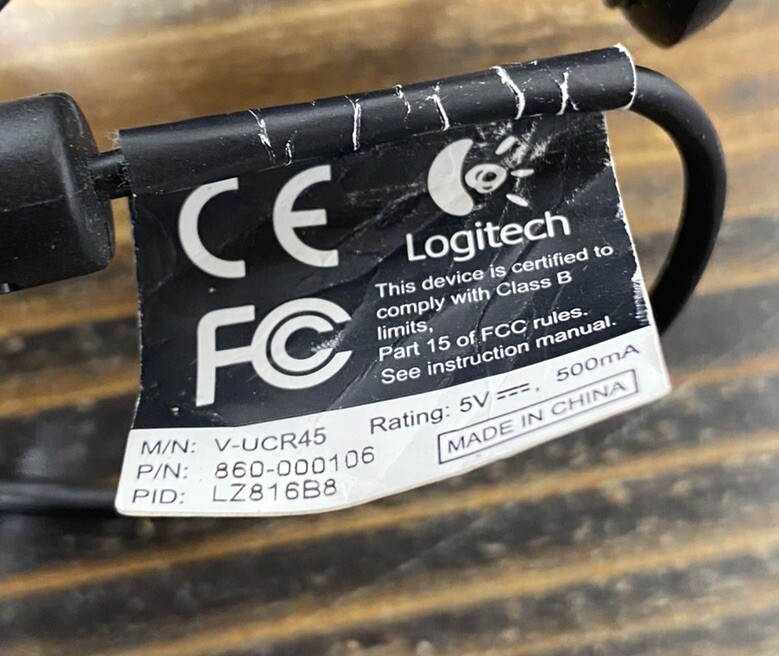 CE
Logitech
This device is certified to
comply with Class B
limits,
Part 15 of FCC rules.
See instruction manual.
FC
Rating: 5V ⎓, 500mA
MADE IN CHINA
M/N: V-UCR45
P/N: 860-000106
PID: LZ816B8